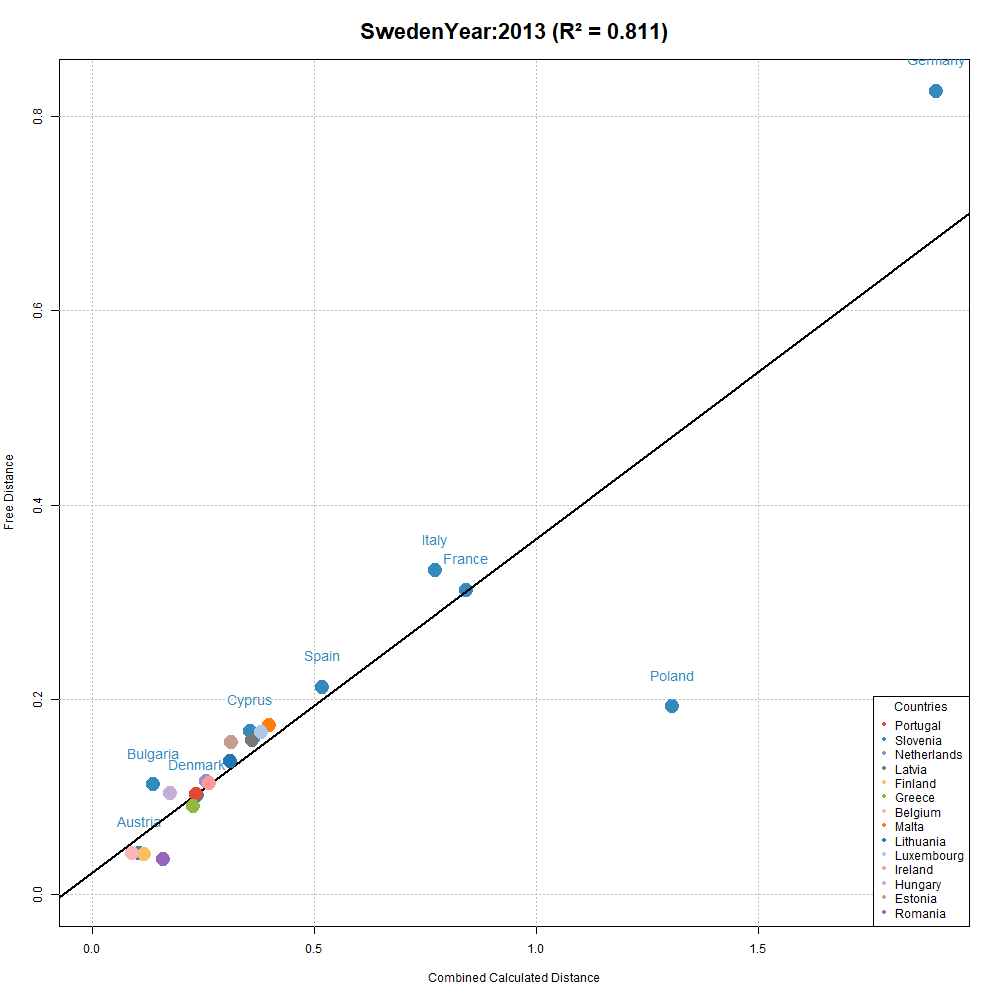 SwedenYear:2013 (R² = 0.811)
Germany
0.8
0.6
Free Distance
0.4
Italy
France
Spain
Poland
0.2
Cyprus
Bulgaria
Denmark
Austria
0.0
Countries
Portugal
Slovenia
Netherlands
Latvia
Finland
Greece
Belgium
Malta
Lithuania
Luxembourg
Ireland
Hungary
Estonia
Romania
0.0 0.5 1.0 1.5
Combined Calculated Distance